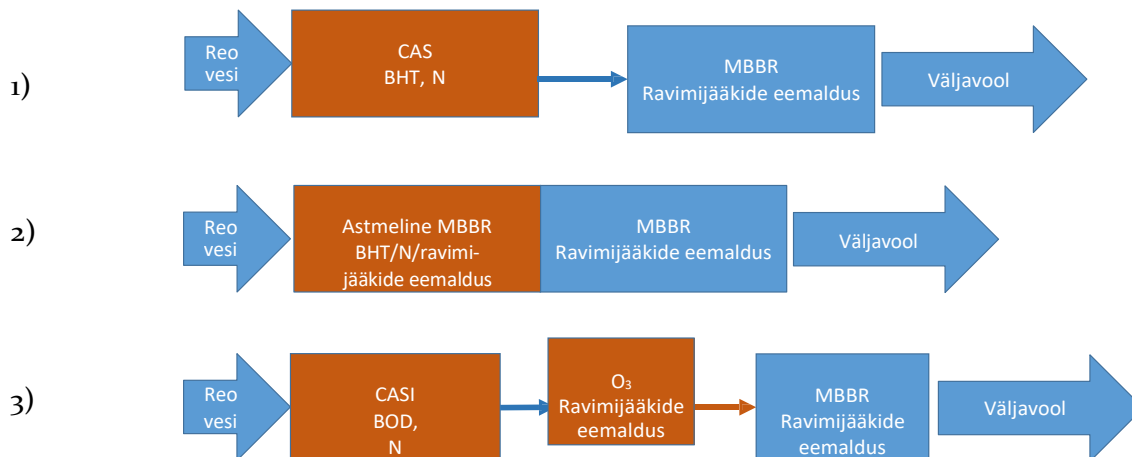 1)
Reo
vesi
CAS
BHT, N
MBBR
Ravimijääkide eemaldus
Väljavool
2)
Reo
vesi
Astmeline MBBR
BHT/N/ravimi-
jääkide eemaldus
MBBR
Ravimijääkide eemaldus
Väljavool
3)
Reo
vesi
CASI
BOD,
N
O₃
Ravimijääkide
eemaldus
MBBR
Ravimijääkide
eemaldus
Väljavool